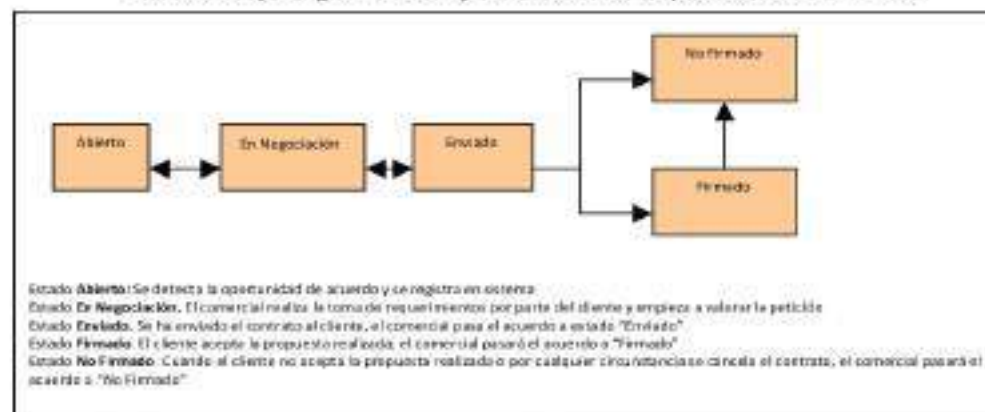 No Firmado
Abierto
En Negociación
Enviado
Firmado
Estado Abierto: Se detecta la oportunidad de acuerdo y se registra en sistema
Estado En Negociación. El comercial realiza la toma de requerimientos por parte del cliente y empieza a valorar la petición
Estado Enviado. Se ha enviado el contrato al cliente, el comercial pasa el acuerdo a estado "Enviado"
Estado Firmado. El cliente acepta la propuesta realizada, el comercial pasará el acuerdo a "Firmado"
Estado No Firmado. Cuando el cliente no acepta la propuesta realizada o por cualquier circunstancia se cancela el contrato, el comercial pasará el
acuerdo a "No Firmado"